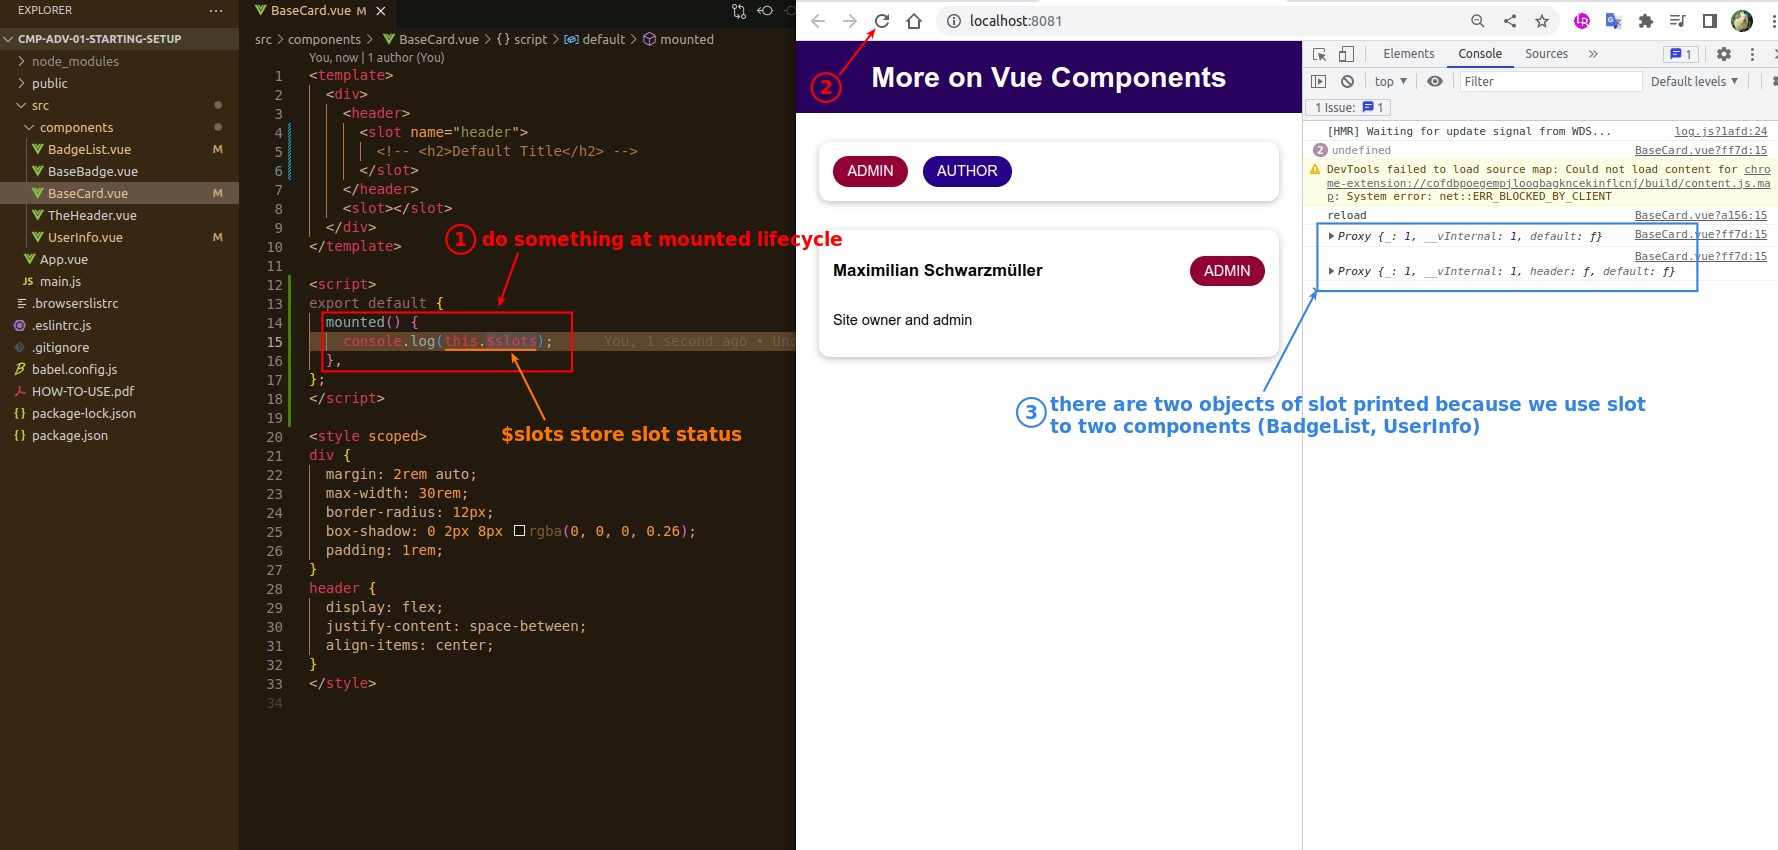 EXPLORER
CMP-ADV-01-STARTING-SETUP
node_modules
public
src
components
BadgeList.vue M
BaseBadge.vue
BaseCard.vue M
TheHeader.vue
UserInfo.vue M
App.vue
JS main.js
.browserslistrc
.eslintrc.js
.gitignore
babel.config.js
HOW-TO-USE.pdf
package-lock.json
package.json
BaseCard.vue M
src > components > BaseCard.vue > {} script > default > mounted
You, now | 1 author (You)
1 <template>
2 <div>
3 <header>
4 <slot name="header">
5 <!-- <h2>Default Title</h2> -->
6 </slot>
7 </header>
8 <slot></slot>
9 </div>
10 </template>
11
12 <script>
13 export default {
14 mounted() {
15 console.log(this.$slots); You, 1 second ago • Unc
16 },
17 };
18 </script>
19
20 <style scoped>
21 div {
22 margin: 2rem auto;
23 max-width: 30rem;
24 border-radius: 12px;
25 box-shadow: 0 2px 8px rgba(0, 0, 0, 0.26);
26 padding: 1rem;
27 }
28 header {
29 display: flex;
30 justify-content: space-between;
31 align-items: center;
32 }
33 </style>
34
1 do something at mounted lifecycle
$slots store slot status
localhost:8081
2
More on Vue Components
ADMIN AUTHOR
Maximilian Schwarzmüller ADMIN
Site owner and admin
3 there are two objects of slot printed because we use slot
to two components (BadgeList, UserInfo)
Elements Console Sources » 1
top Filter Default levels
1 Issue: 1
[HMR] Waiting for update signal from WDS... log.js?1afd:24
2 undefined BaseCard.vue?ff7d:15
DevTools failed to load source map: Could not load content for chro
me-extension://cofdbpoegempjloogbagkncekinflcnj/build/content.js.ma
p: System error: net::ERR_BLOCKED_BY_CLIENT
reload BaseCard.vue?a156:15
Proxy {_: 1, __vInternal: 1, default: ƒ} BaseCard.vue?ff7d:15
BaseCard.vue?ff7d:15
Proxy {_: 1, __vInternal: 1, header: ƒ, default: ƒ}